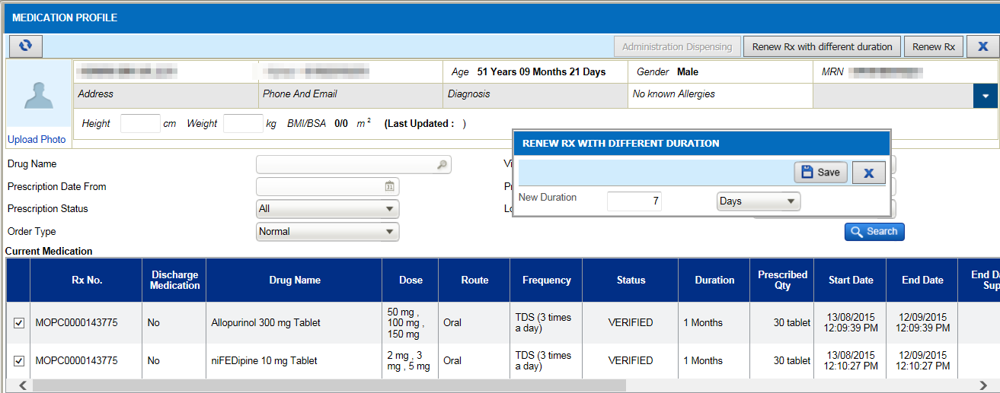 MEDICATION PROFILE
Administration Dispensing Renew Rx with different duration Renew Rx X
Age 51 Years 09 Months 21 Days Gender Male MRN
Address Phone And Email Diagnosis No known Allergies
Height cm Weight kg BMI/BSA 0/0 m 2 (Last Updated : )
Upload Photo
RENEW RX WITH DIFFERENT DURATION
Save X
New Duration 7 Days
Drug Name
Prescription Date From 31
Prescription Status All
Order Type Normal
Search
Current Medication
Rx No. Discharge Medication Drug Name Dose Route Frequency Status Duration Prescribed Qty Start Date End Date
MOPC0000143775 No Allopurinol 300 mg Tablet 50 mg , 100 mg , 150 mg Oral TDS (3 times a day) VERIFIED 1 Months 30 tablet 13/08/2015 12:09:39 PM 12/09/2015 12:09:39 PM
MOPC0000143775 No niFEDipine 10 mg Tablet 2 mg , 3 mg , 5 mg Oral TDS (3 times a day) VERIFIED 1 Months 30 tablet 13/08/2015 12:10:27 PM 12/09/2015 12:10:27 PM